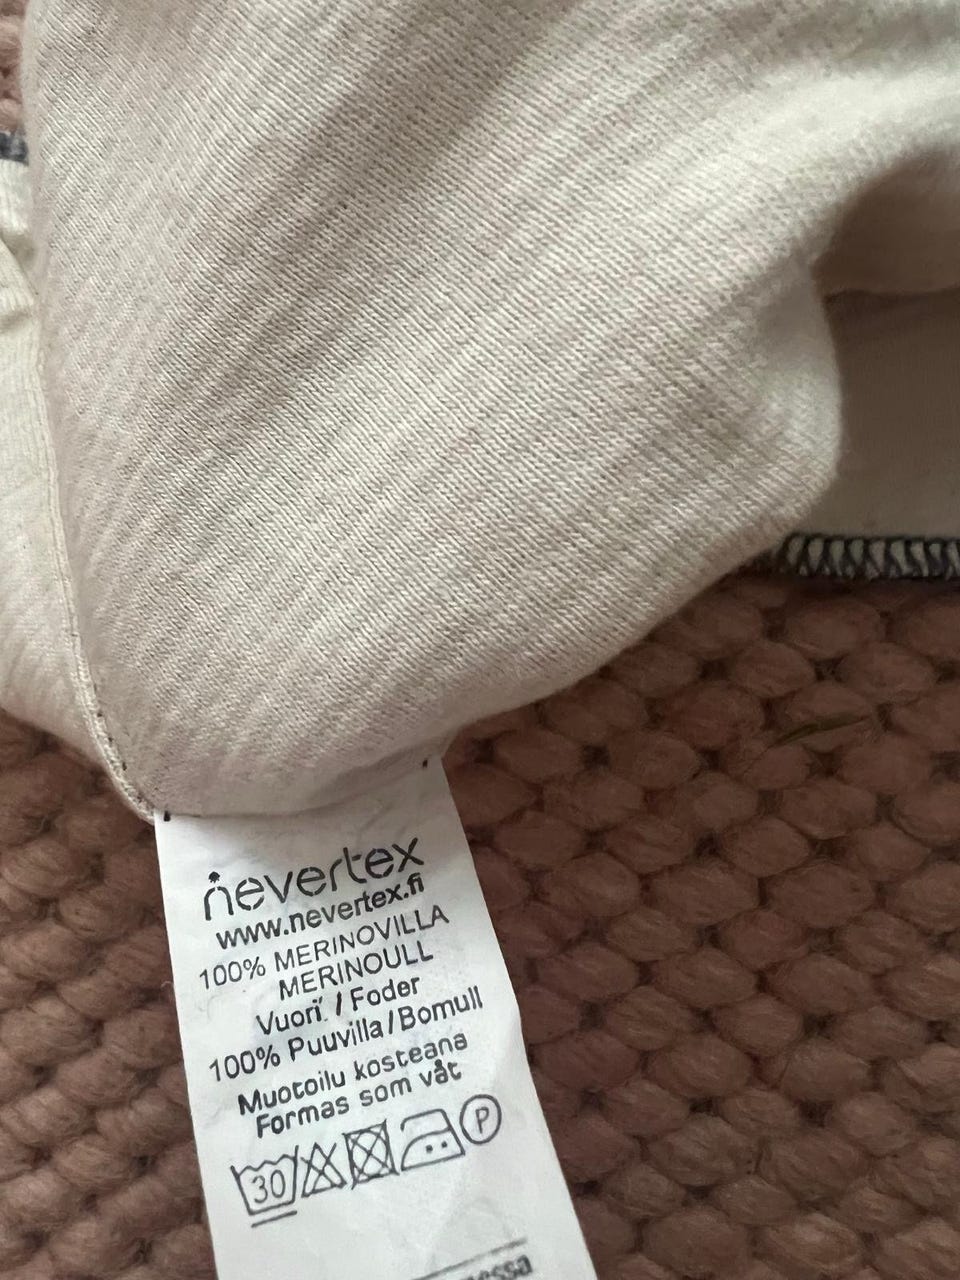 nevertex
www.nevertex.fi
100% MERINOVILLA
MERINOULL
Vuori / Foder
100% Puuvilla/Bomull
Muotoilu kosteana
Formas som våt
30 P